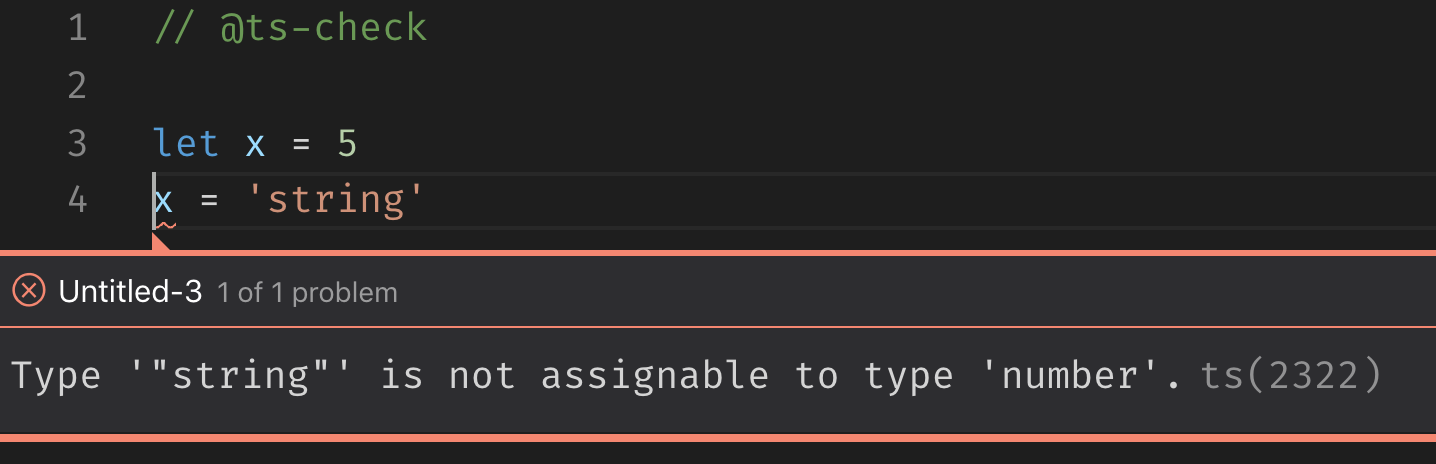 1 // @ts-check
2
3 let x = 5
4 x = 'string'
Untitled-3 1 of 1 problem
Type '"string"' is not assignable to type 'number'. ts(2322)